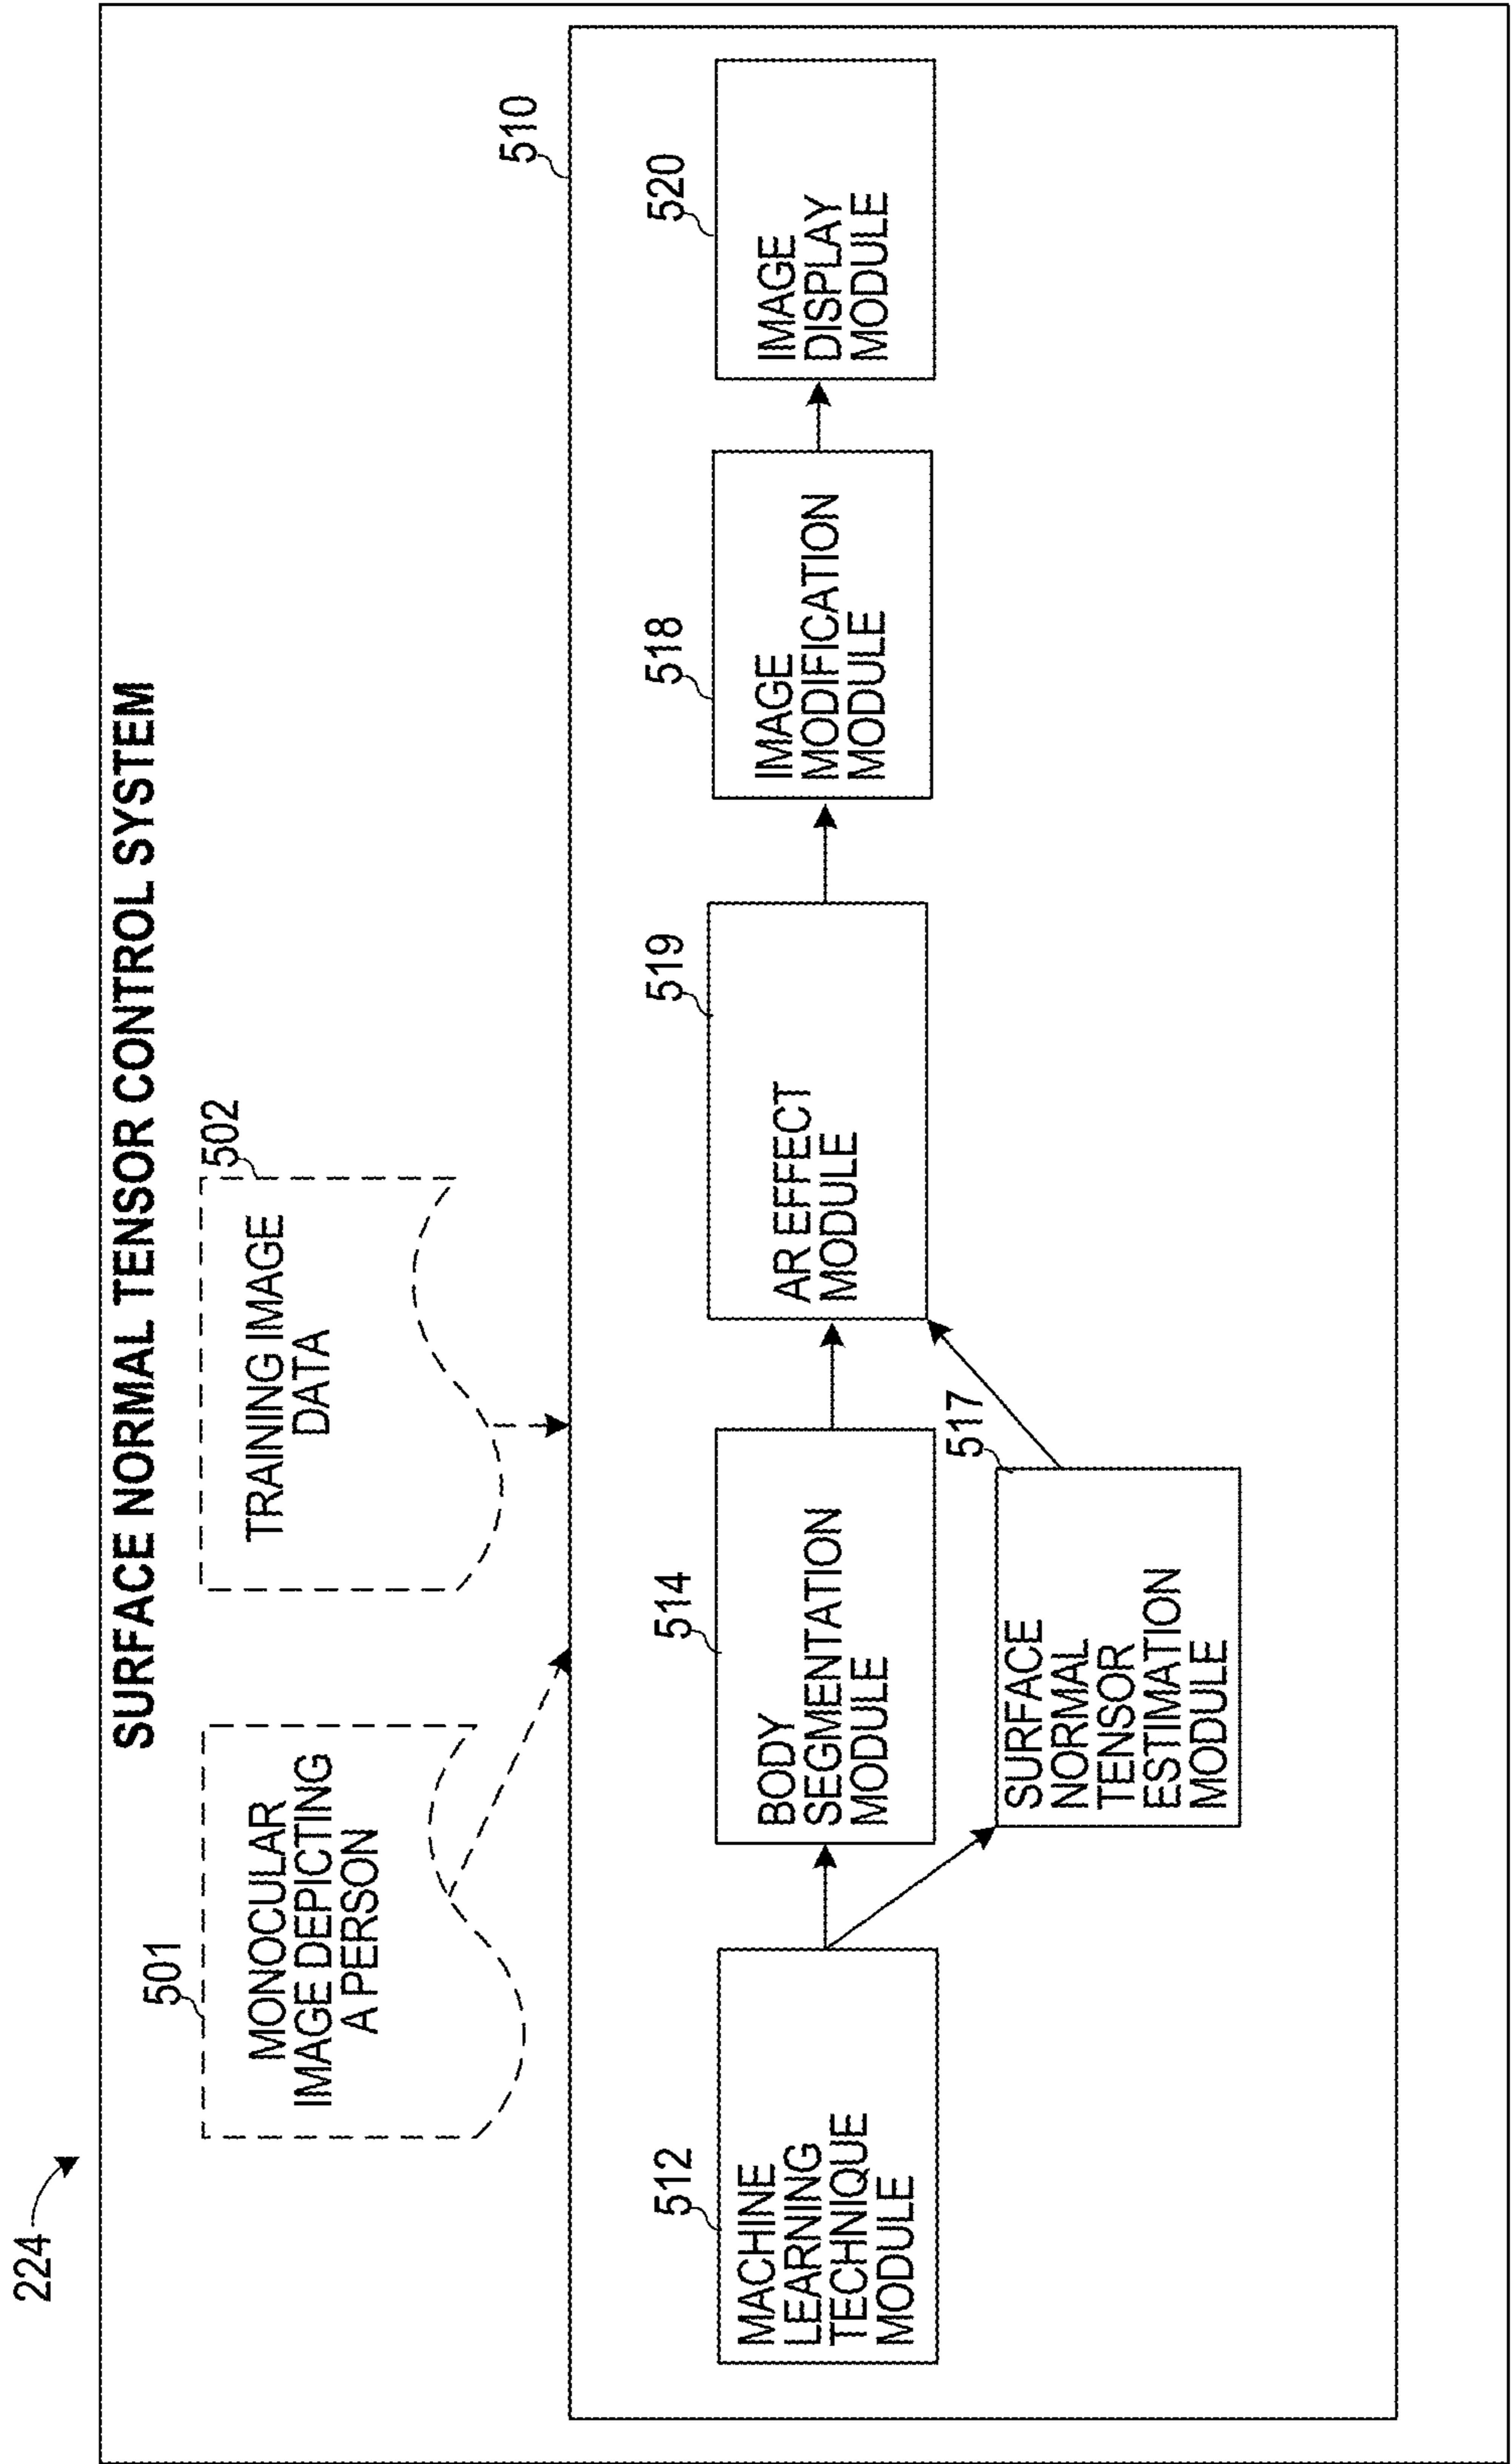 224
SURFACE NORMAL TENSOR CONTROL SYSTEM
501
MONOCULAR
IMAGE DEPICTING
A PERSON
502
TRAINING IMAGE
DATA
510
512
MACHINE
LEARNING
TECHNIQUE
MODULE
514
BODY
SEGMENTATION
MODULE
517
SURFACE
NORMAL
TENSOR
ESTIMATION
MODULE
519
AR EFFECT
MODULE
518
IMAGE
MODIFICATION
MODULE
520
IMAGE
DISPLAY
MODULE